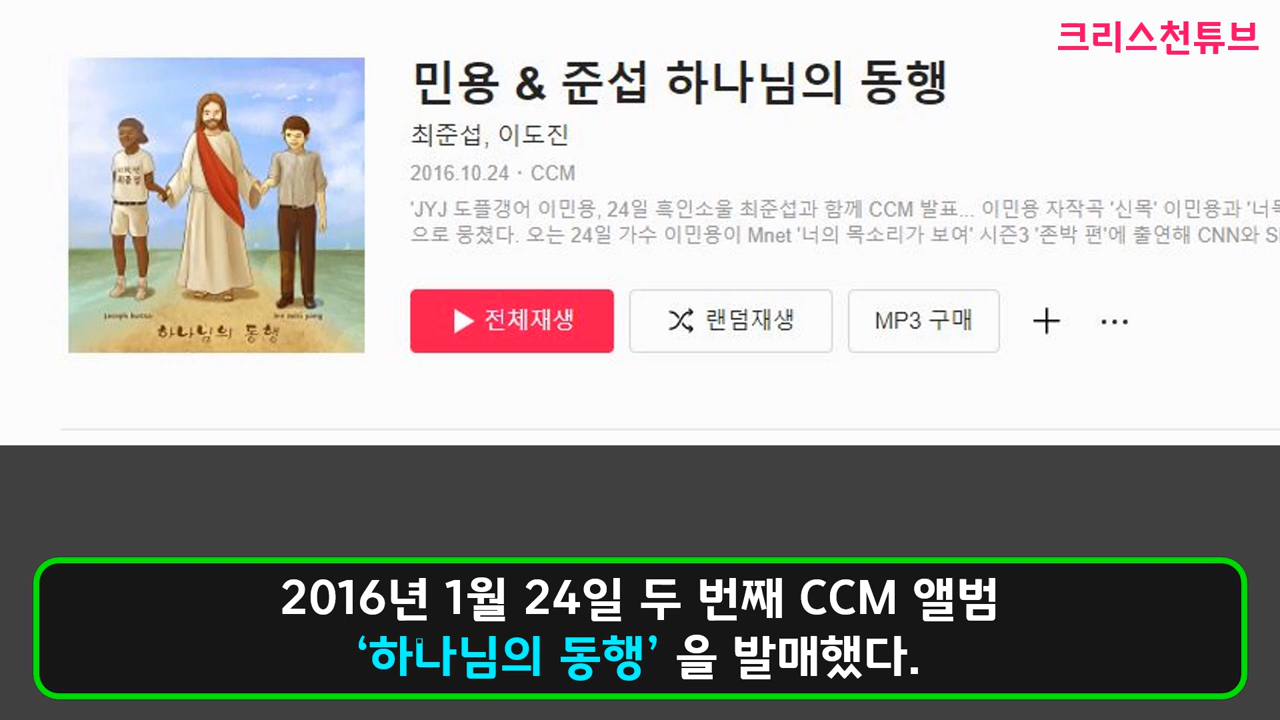 크리스천튜브
민용 & 준섭 하나님의 동행
최준섭, 이도진
2016.10.24 · CCM
'JYJ 도플갱어 이민용, 24일 흑인소울 최준섭과 함께 CCM 발표... 이민용 자작곡 '신목' 이민용과 '너목
으로 뭉쳤다. 오는 24일 가수 이민용이 Mnet '너의 목소리가 보여' 시즌3 '존박 편'에 출연해 CNN와 S
전체재생
랜덤재생
MP3 구매
하나님의 동행
2016년 1월 24일 두 번째 CCM 앨범
‘하나님의 동행’ 을 발매했다.